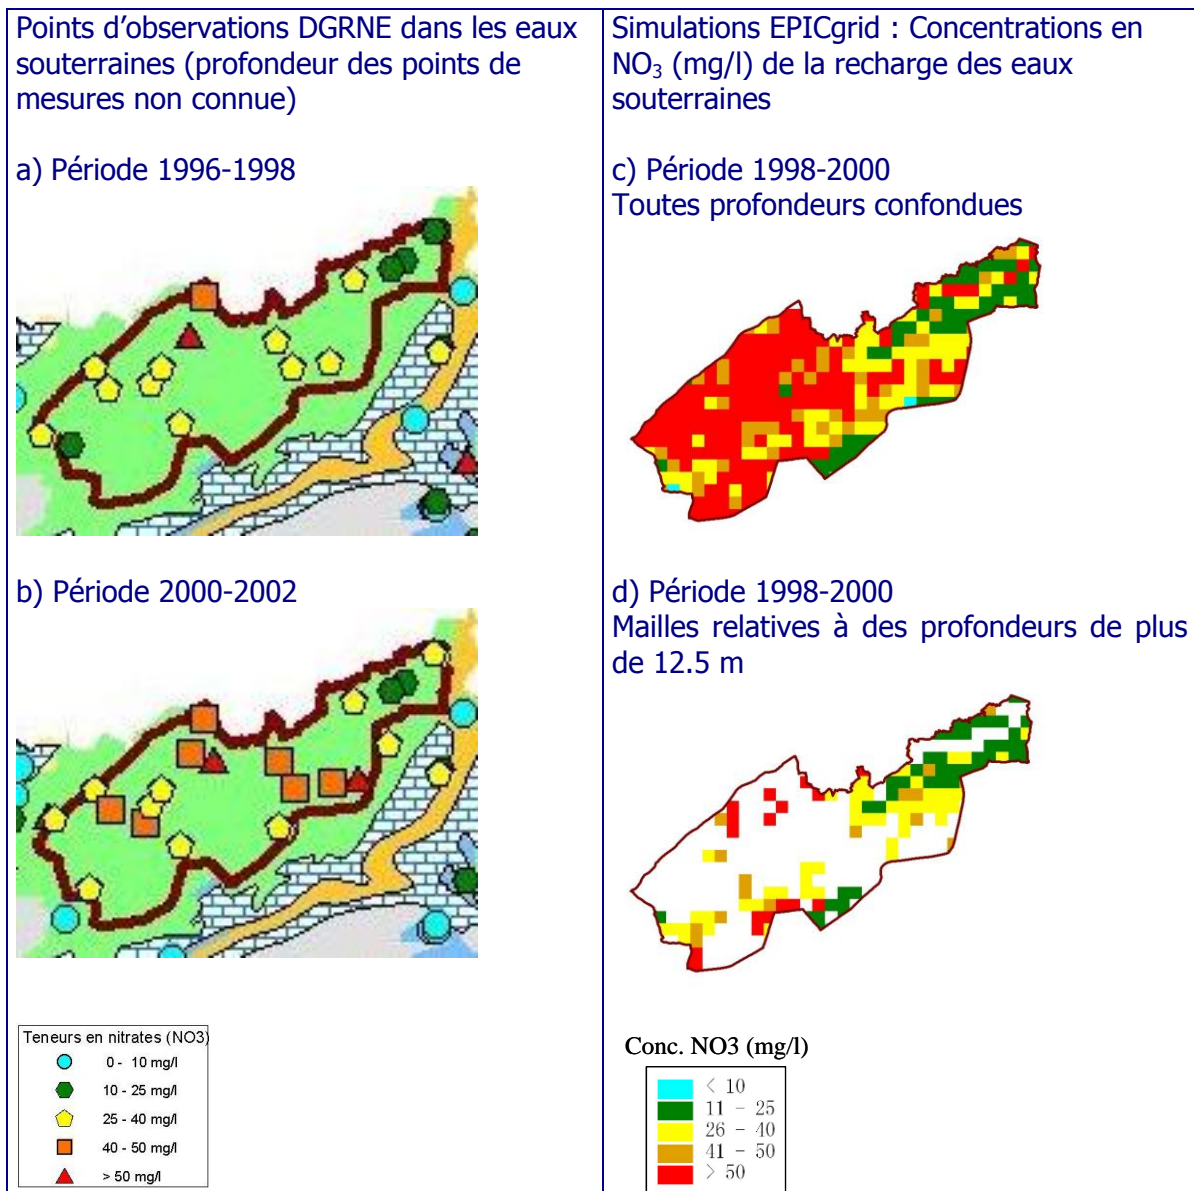 Points d’observations DGRNE dans les eaux
souterraines (profondeur des points de
mesures non connue)
a) Période 1996-1998
b) Période 2000-2002
Teneurs en nitrates (NO3)
0 - 10 mg/l
10 - 25 mg/l
25 - 40 mg/l
40 - 50 mg/l
> 50 mg/l
Simulations EPICgrid : Concentrations en
NO₃ (mg/l) de la recharge des eaux
souterraines
c) Période 1998-2000
Toutes profondeurs confondues
d) Période 1998-2000
Mailles relatives à des profondeurs de plus
de 12.5 m
Conc. NO3 (mg/l)
< 10
11 - 25
26 - 40
41 - 50
> 50